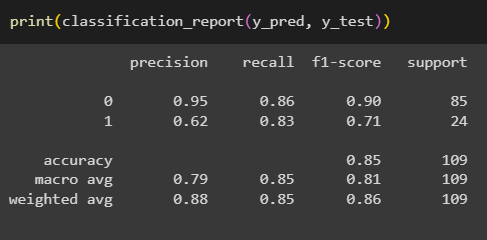 print(classification_report(y_pred, y_test))
precision recall f1-score support
0 0.95 0.86 0.90 85
1 0.62 0.83 0.71 24
accuracy 0.85 109
macro avg 0.79 0.85 0.81 109
weighted avg 0.88 0.85 0.86 109